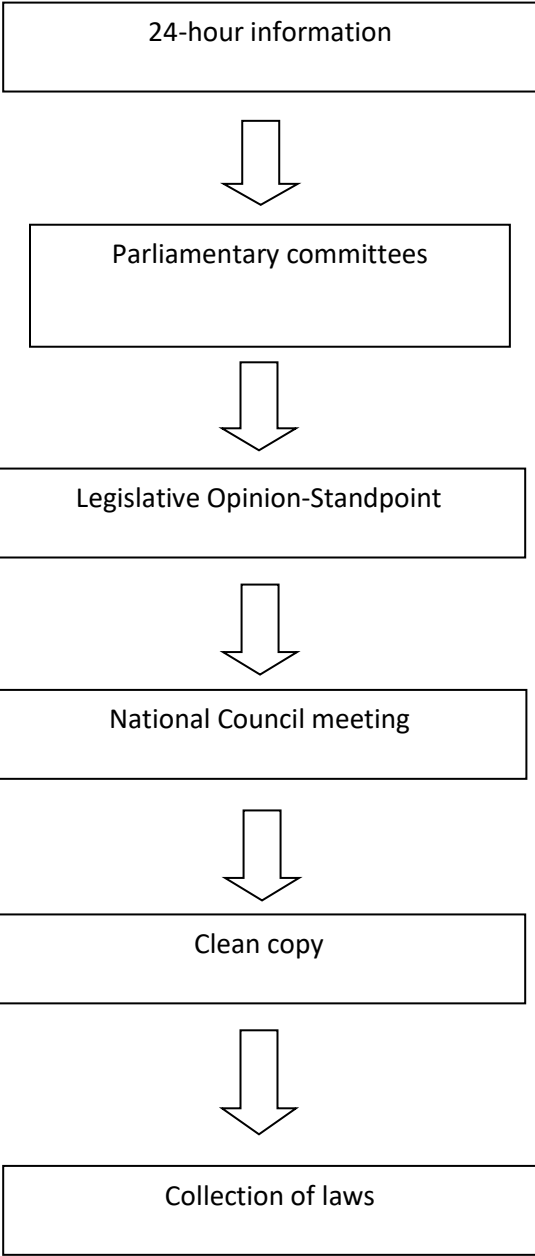 24-hour information
Parliamentary committees
Legislative Opinion-Standpoint
National Council meeting
Clean copy
Collection of laws